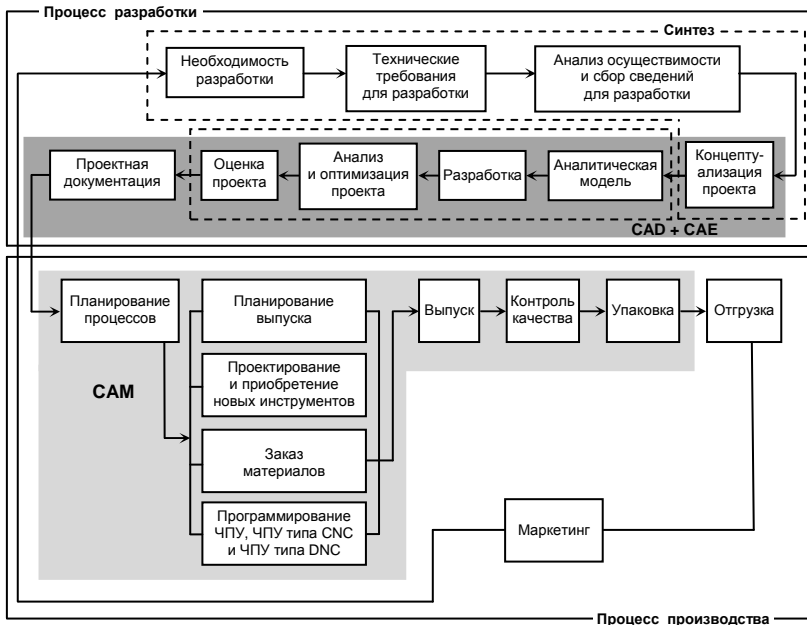 Процесс разработки
Синтез
Необходимость
разработки
Технические
требования
для разработки
Анализ осуществимости
и сбор сведений
для разработки
Проектная
документация
Оценка
проекта
Анализ
и оптимизация
проекта
Разработка
Аналитическая
модель
Концепту-
ализация
проекта
CAD + CAE
Планирование
процессов
Планирование
выпуска
Выпуск
Контроль
качества
Упаковка
Отгрузка
Проектирование
и приобретение
новых инструментов
CAM
Заказ
материалов
Программирование
ЧПУ, ЧПУ типа CNC
и ЧПУ типа DNC
Маркетинг
Процесс производства